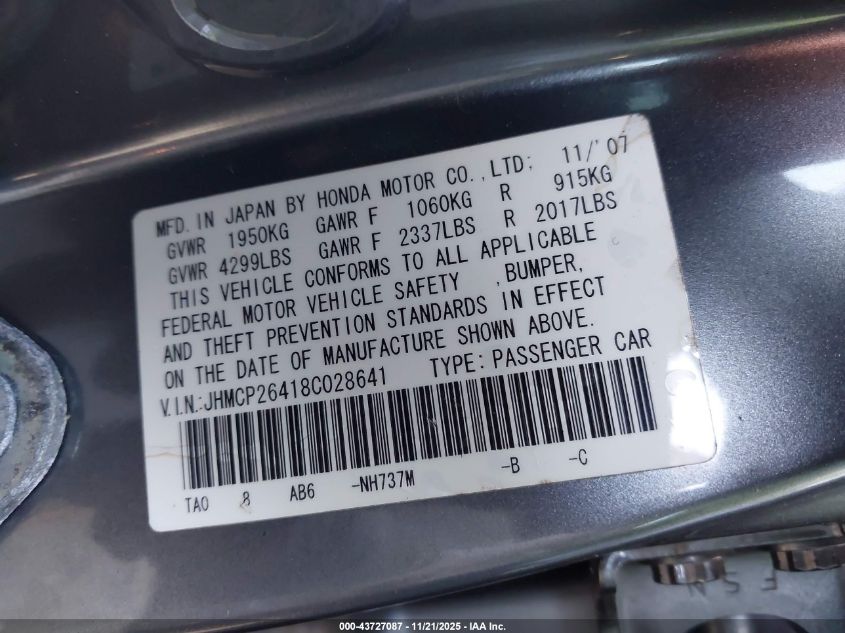 MFD. IN JAPAN BY HONDA MOTOR CO.,LTD; 11/'07
GVWR 1950KG GAWR F 1060KG R 915KG
GVWR 4299LBS GAWR F 2337LBS R 2017LBS
THIS VEHICLE CONFORMS TO ALL APPLICABLE
FEDERAL MOTOR VEHICLE SAFETY ,BUMPER,
AND THEFT PREVENTION STANDARDS IN EFFECT
ON THE DATE OF MANUFACTURE SHOWN ABOVE.
V.I.N.:JHMCP26418C028641 TYPE:PASSENGER CAR
TA0 8 AB6 -NH737M -B -C
F S N
000-43727087 - 11/21/2025 - IAA Inc.